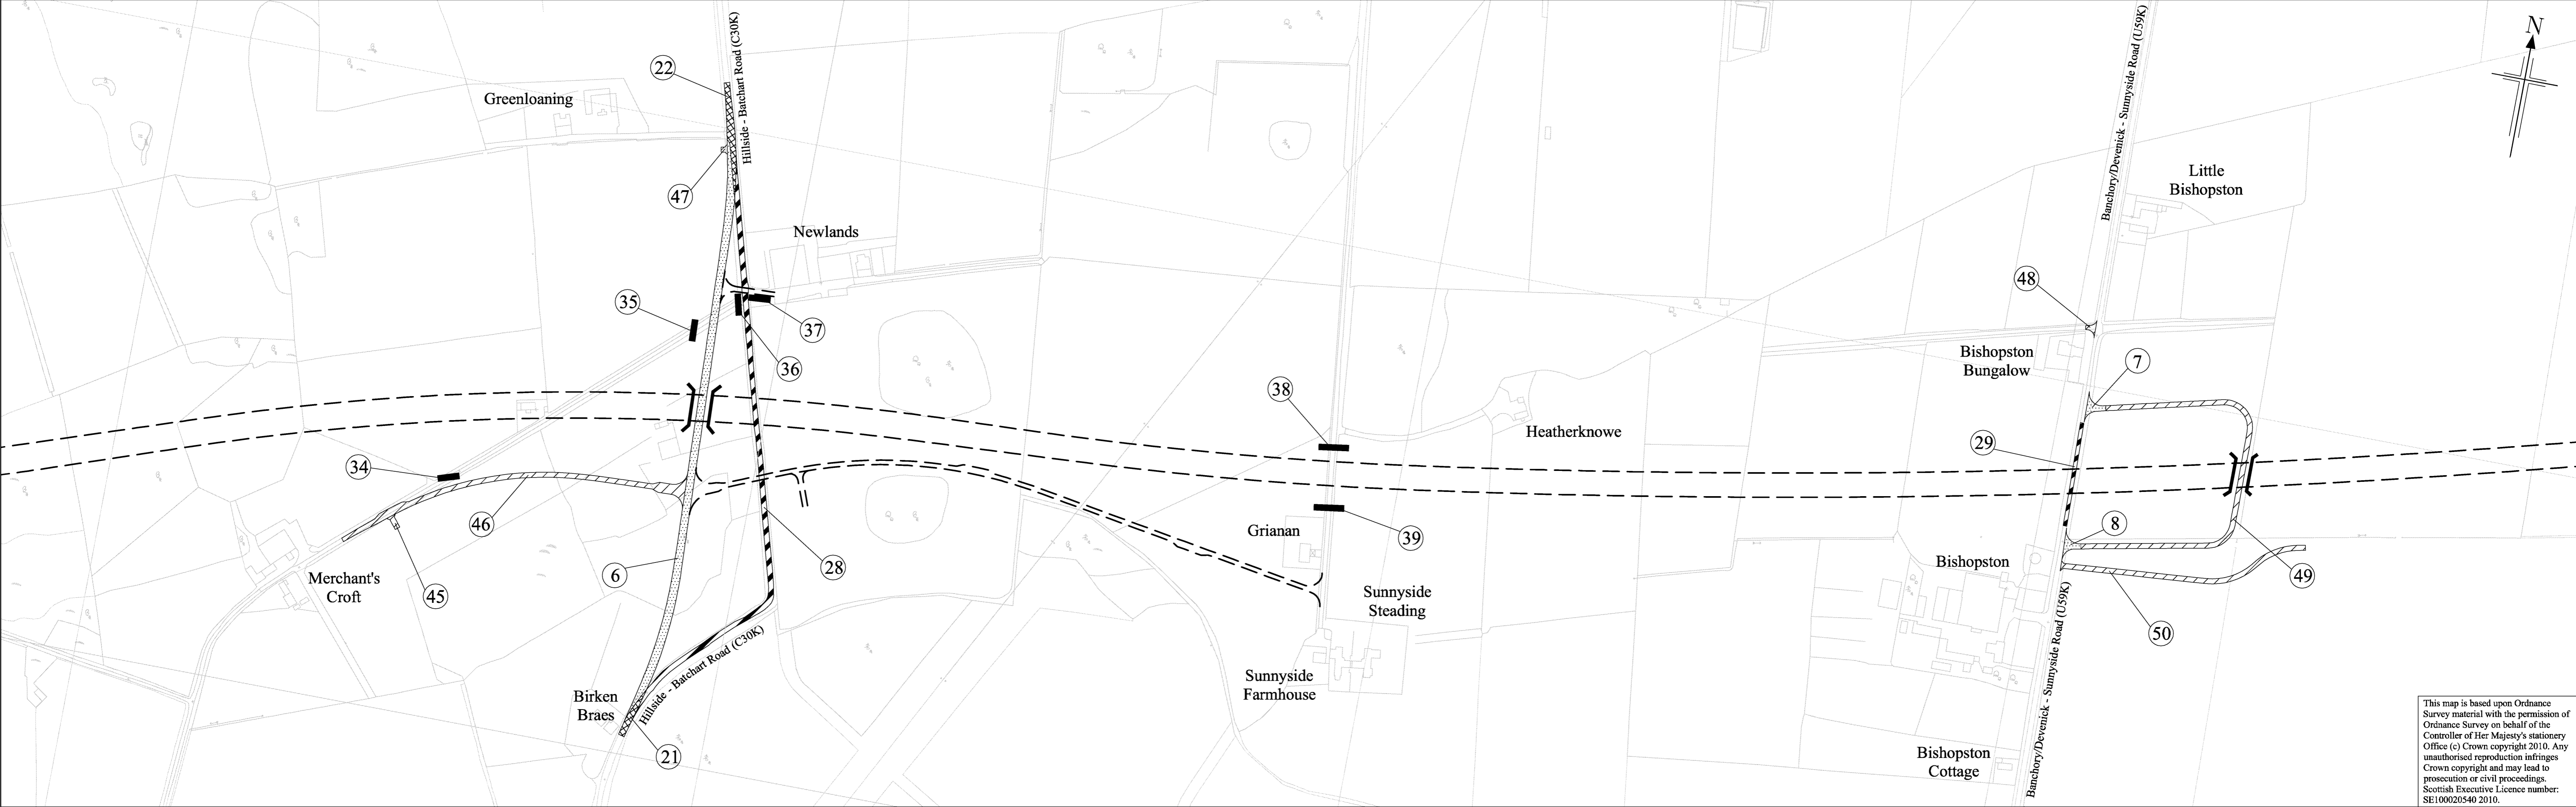 Hillside - Batchart Road (C30K)
Banchory/Devenick - Sunnyside Road (U59K)
N
22
Greenloaning
47
Little
Bishopston
Newlands
35
37
36
48
Bishopston
Bungalow
7
38
Heatherknowe
29
34
46
Grianan
39
8
Bishopston
6
28
Merchant's
Croft
45
Sunnyside
Steading
49
50
Hillside - Batchart Road (C30K)
Sunnyside
Farmhouse
Birken
Braes
21
Banchory/Devenick - Sunnyside Road (U59K)
Bishopston
Cottage
This map is based upon Ordnance
Survey material with the permission of
Ordnance Survey on behalf of the
Controller of Her Majesty's stationery
Office (c) Crown copyright 2010. Any
unauthorised reproduction infringes
Crown copyright and may lead to
prosecution or civil proceedings.
Scottish Executive Licence number:
SE100020540 2010.